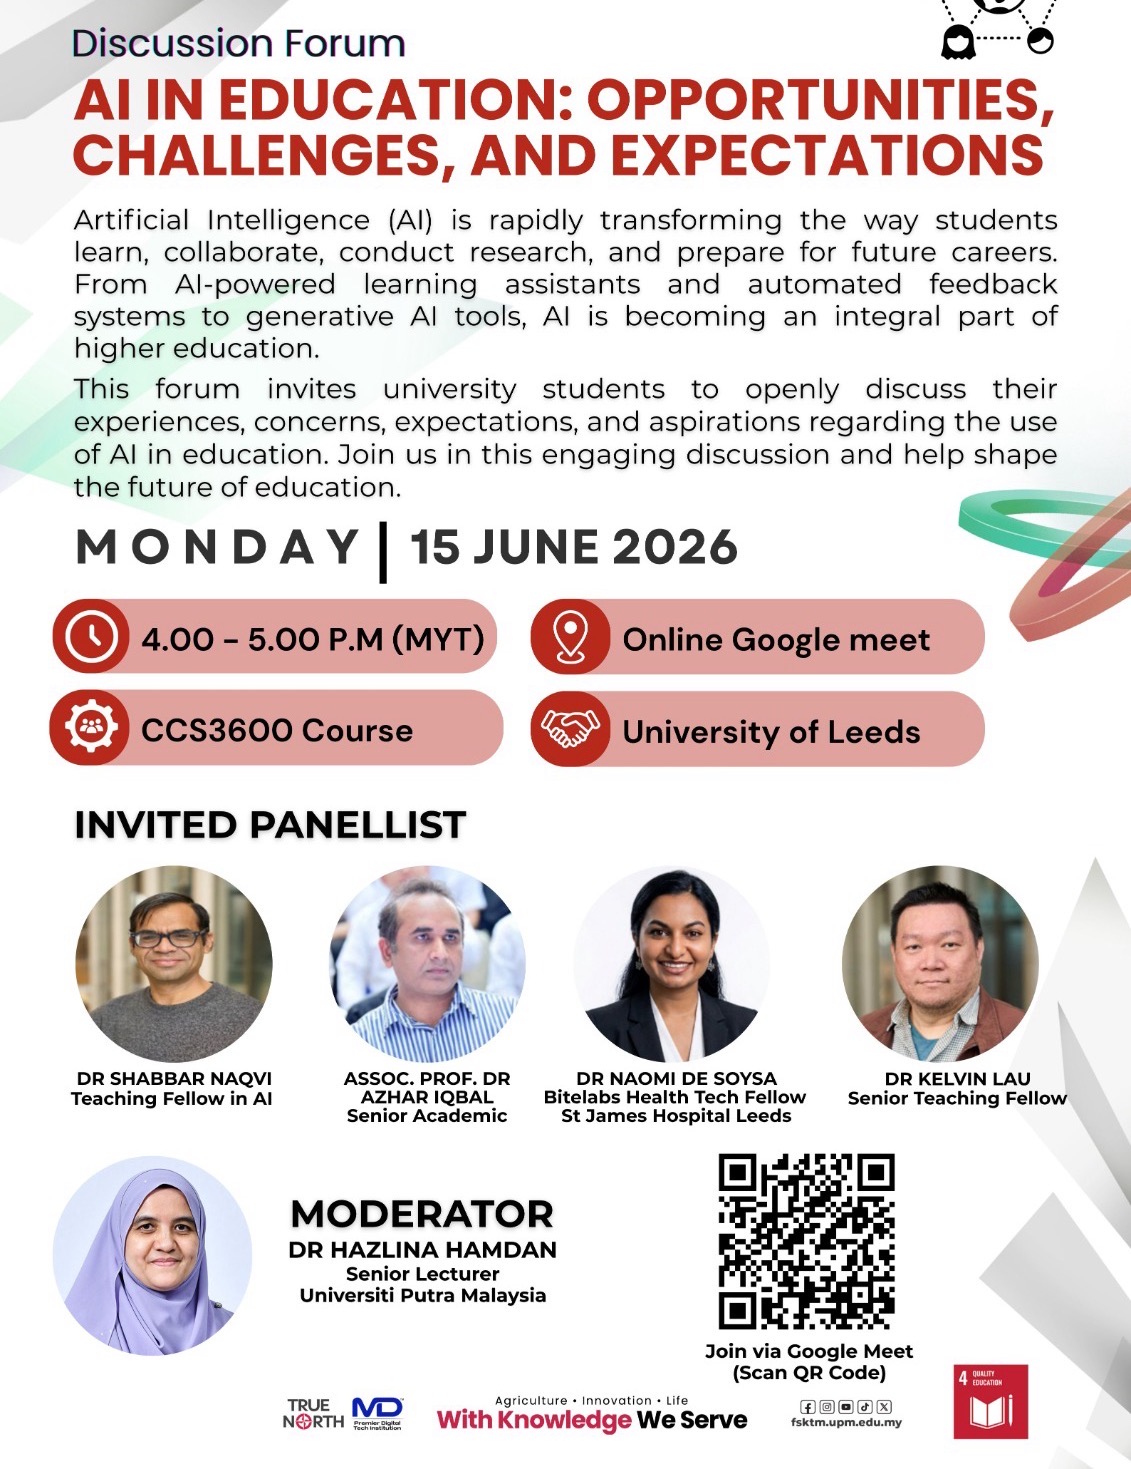 Discussion Forum
AI IN EDUCATION: OPPORTUNITIES,
CHALLENGES, AND EXPECTATIONS
Artificial Intelligence (AI) is rapidly transforming the way students
learn, collaborate, conduct research, and prepare for future careers.
From AI-powered learning assistants and automated feedback
systems to generative AI tools, AI is becoming an integral part of
higher education.
This forum invites university students to openly discuss their
experiences, concerns, expectations, and aspirations regarding the use
of AI in education. Join us in this engaging discussion and help shape
the future of education.
MONDAY | 15 JUNE 2026
4.00 – 5.00 P.M (MYT)
Online Google meet
CCS3600 Course
University of Leeds
INVITED PANELLIST
DR SHABBAR NAQVI
Teaching Fellow in AI
ASSOC. PROF. DR
AZHAR IQBAL
Senior Academic
DR NAOMI DE SOYSA
Bitelabs Health Tech Fellow
St James Hospital Leeds
DR KELVIN LAU
Senior Teaching Fellow
MODERATOR
DR HAZLINA HAMDAN
Senior Lecturer
Universiti Putra Malaysia
Join via Google Meet
(Scan QR Code)
TRUE
NORTH
MD
Premier Digital
Tech Institution
Agriculture • Innovation • Life
With Knowledge We Serve
fsktm.upm.edu.my
4 QUALITY
EDUCATION